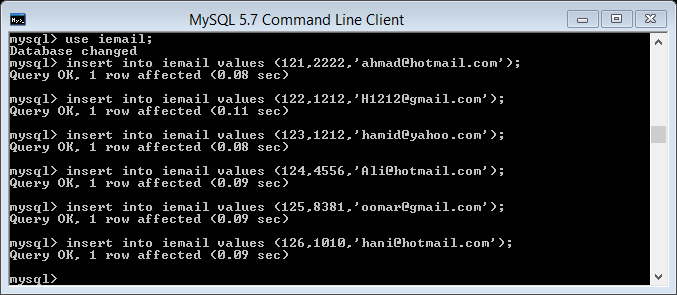 MySQL 5.7 Command Line Client
mysql> use iemail;
Database changed
mysql> insert into iemail values (121,2222,'ahmad@hotmail.com');
Query OK, 1 row affected (0.08 sec)
mysql> insert into iemail values (122,1212,'H1212@gmail.com');
Query OK, 1 row affected (0.11 sec)
mysql> insert into iemail values (123,1212,'hamid@yahoo.com');
Query OK, 1 row affected (0.08 sec)
mysql> insert into iemail values (124,4556,'Ali@hotmail.com');
Query OK, 1 row affected (0.09 sec)
mysql> insert into iemail values (125,8381,'oomar@gmail.com');
Query OK, 1 row affected (0.09 sec)
mysql> insert into iemail values (126,1010,'hani@hotmail.com');
Query OK, 1 row affected (0.09 sec)
mysql>